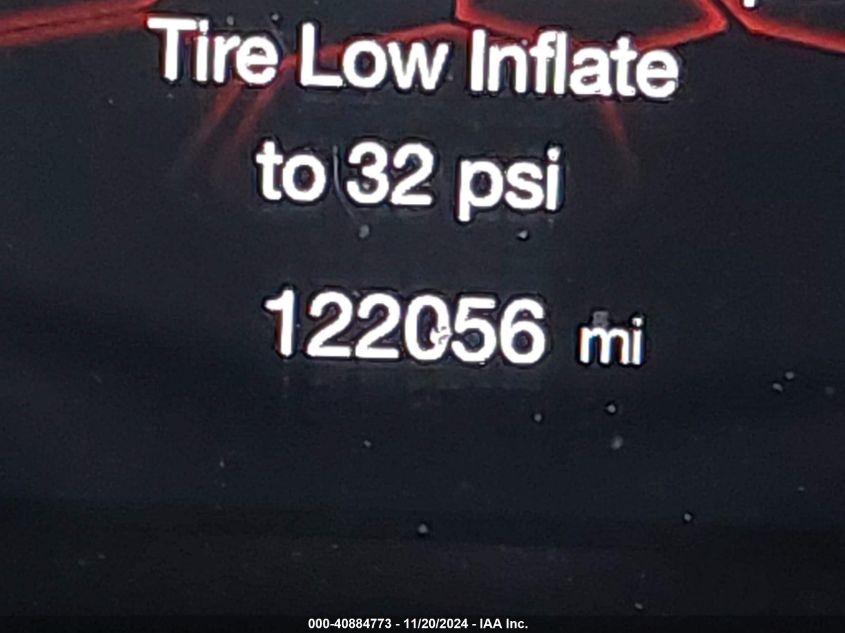 Tire Low Inflate
to 32 psi
122056 mi
000-40884773 - 11/20/2024 - IAA Inc.